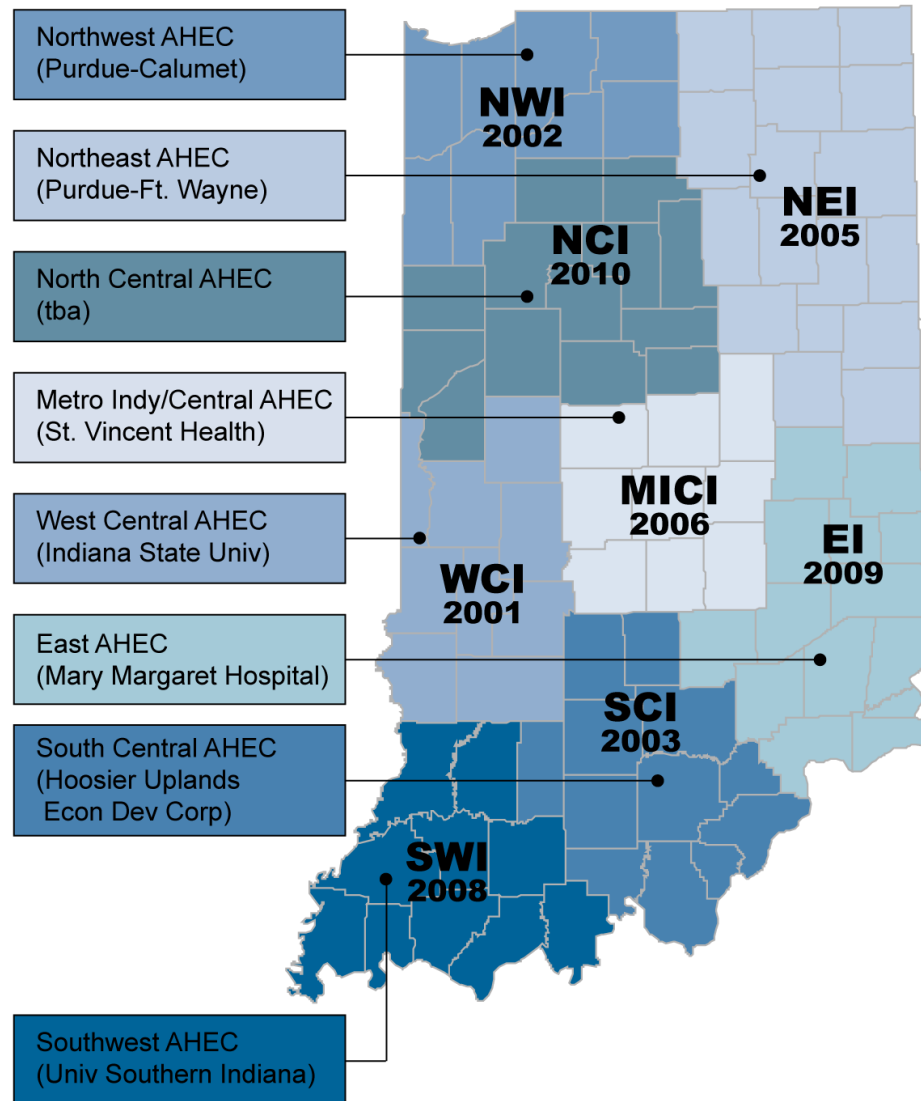 Northwest AHEC
(Purdue-Calumet)
Northeast AHEC
(Purdue-Ft. Wayne)
North Central AHEC
(tba)
Metro Indy/Central AHEC
(St. Vincent Health)
West Central AHEC
(Indiana State Univ)
East AHEC
(Mary Margaret Hospital)
South Central AHEC
(Hoosier Uplands
Econ Dev Corp)
Southwest AHEC
(Univ Southern Indiana)
NWI
2002
NEI
2005
NCI
2010
MICI
2006
EI
2009
WCI
2001
SCI
2003
SWI
2008